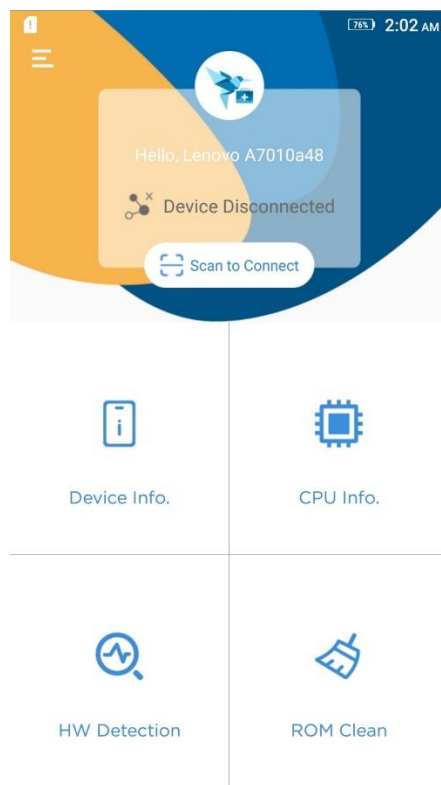 76% 2:02 AM
Hello, Lenovo A7010a48
Device Disconnected
Scan to Connect
Device Info.
CPU Info.
HW Detection
ROM Clean